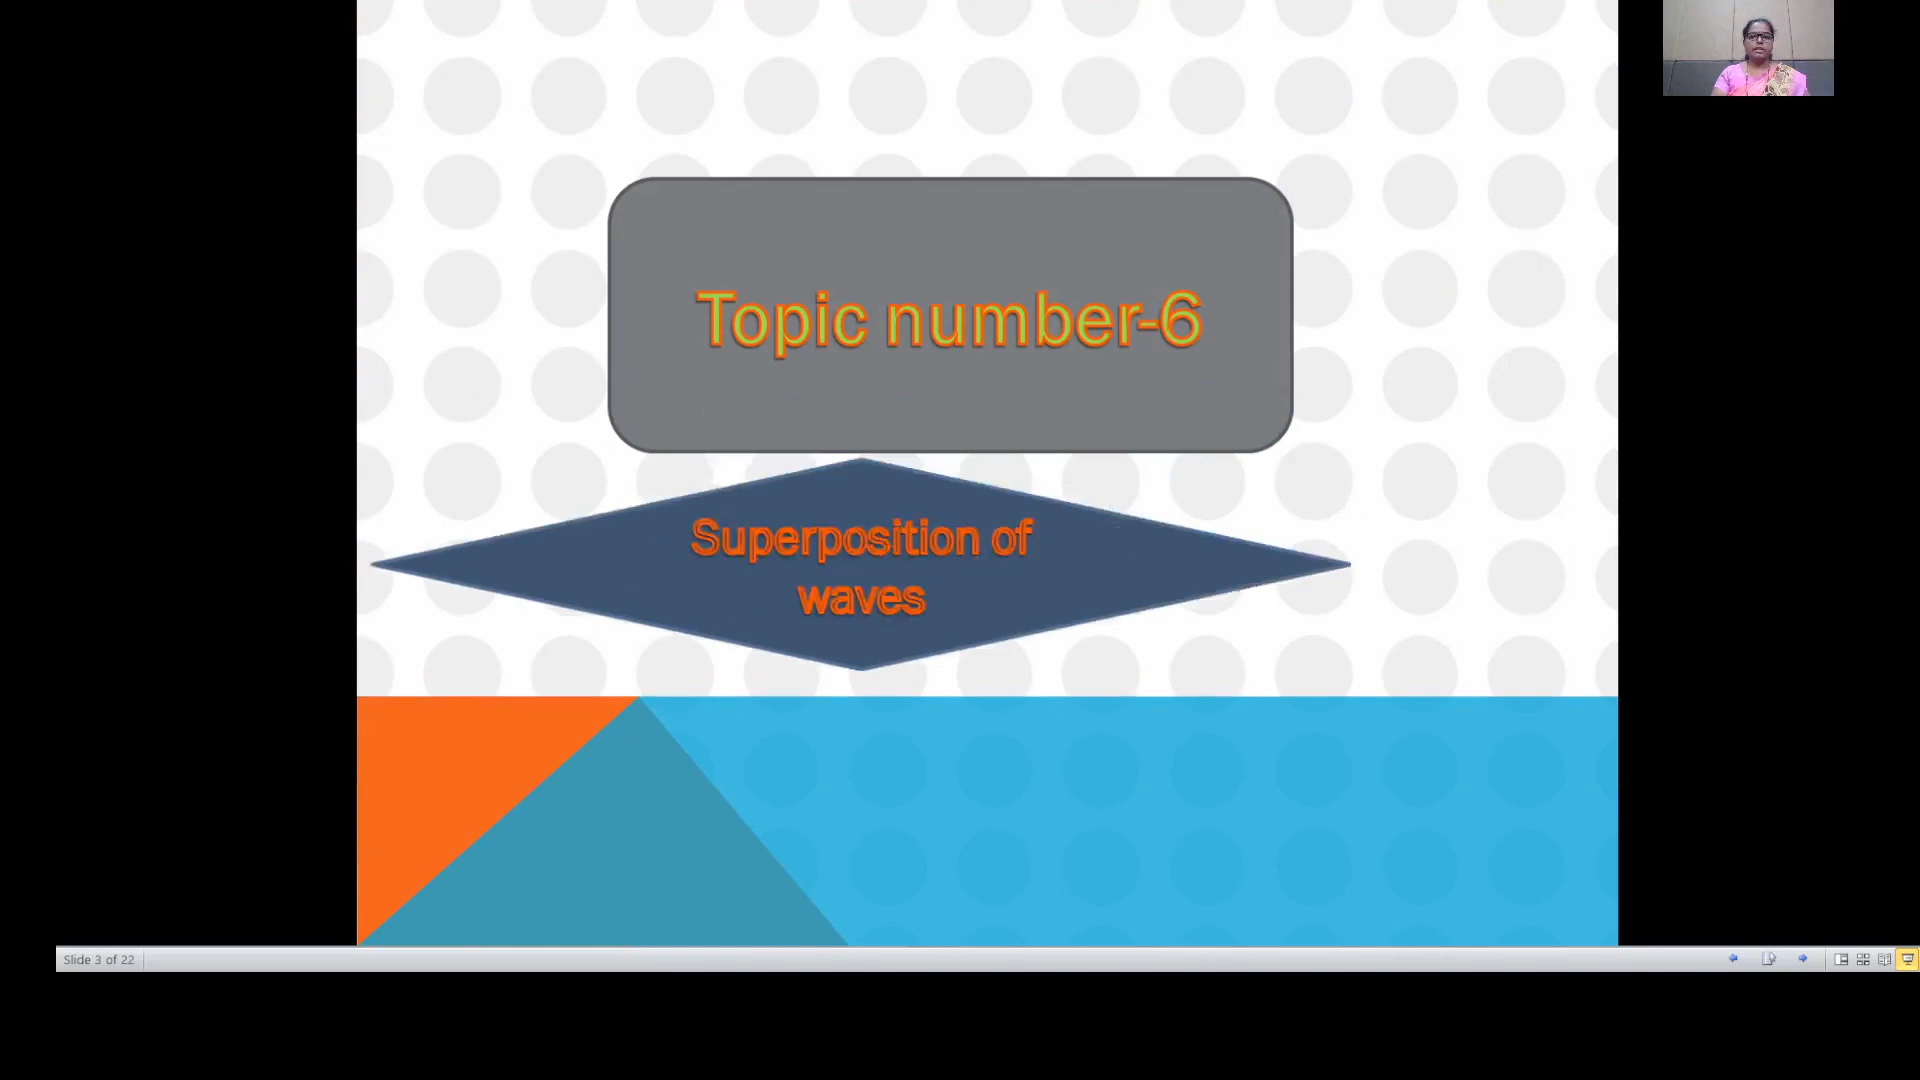 Topic number-6
Superposition of
waves
Slide 3 of 22